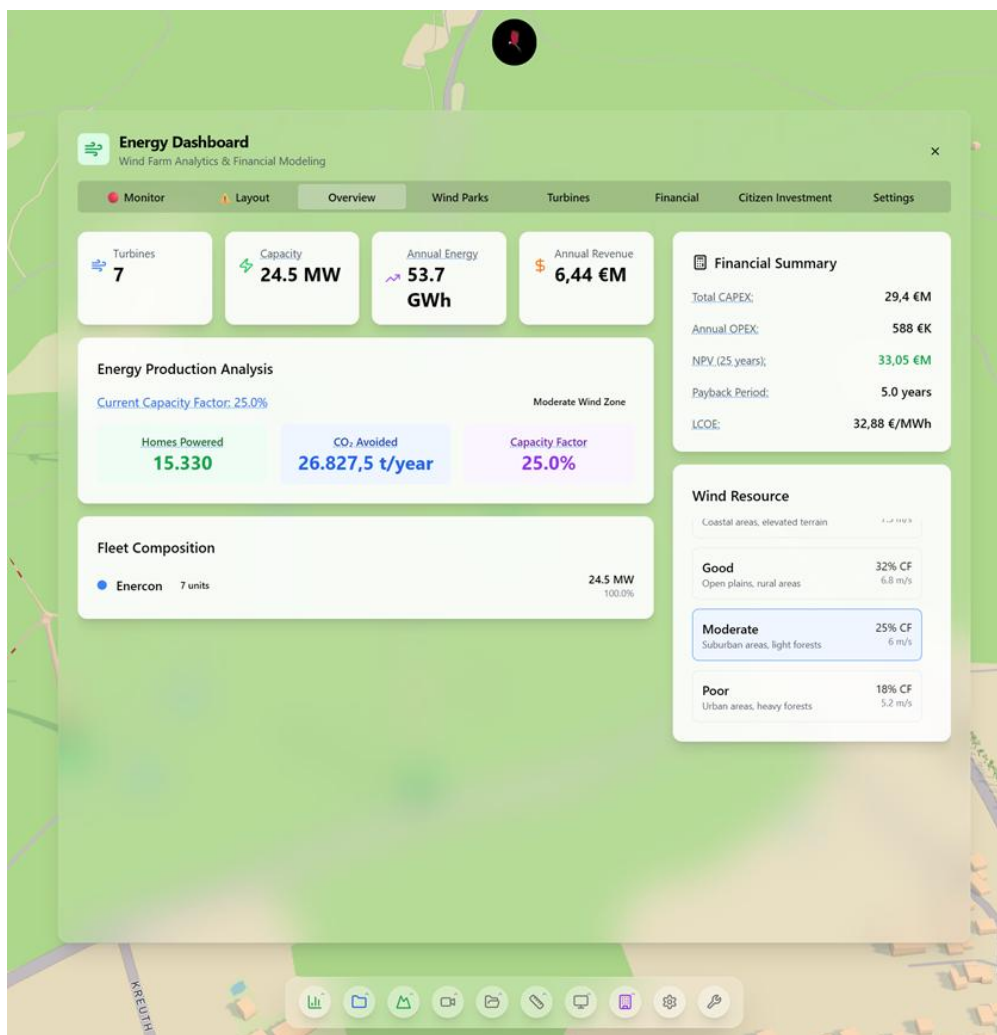 Energy Dashboard
Wind Farm Analytics & Financial Modeling
Monitor
Layout
Overview
Wind Parks
Turbines
Financial
Citizen Investment
Settings
Turbines
7
Capacity
24.5 MW
Annual Energy
53.7
GWh
Annual Revenue
6,44 €M
Energy Production Analysis
Current Capacity Factor: 25.0%
Moderate Wind Zone
Homes Powered
15.330
CO₂ Avoided
26.827,5 t/year
Capacity Factor
25.0%
Fleet Composition
Enercon 7 units
24.5 MW
100.0%
Financial Summary
Total CAPEX: 29,4 €M
Annual OPEX: 588 €K
NPV (25 years): 33,05 €M
Payback Period: 5.0 years
LCOE: 32,88 €/MWh
Wind Resource
Coastal areas, elevated terrain
Good 32% CF
Open plains, rural areas 6.8 m/s
Moderate 25% CF
Suburban areas, light forests 6 m/s
Poor 18% CF
Urban areas, heavy forests 5.2 m/s
KREUTH